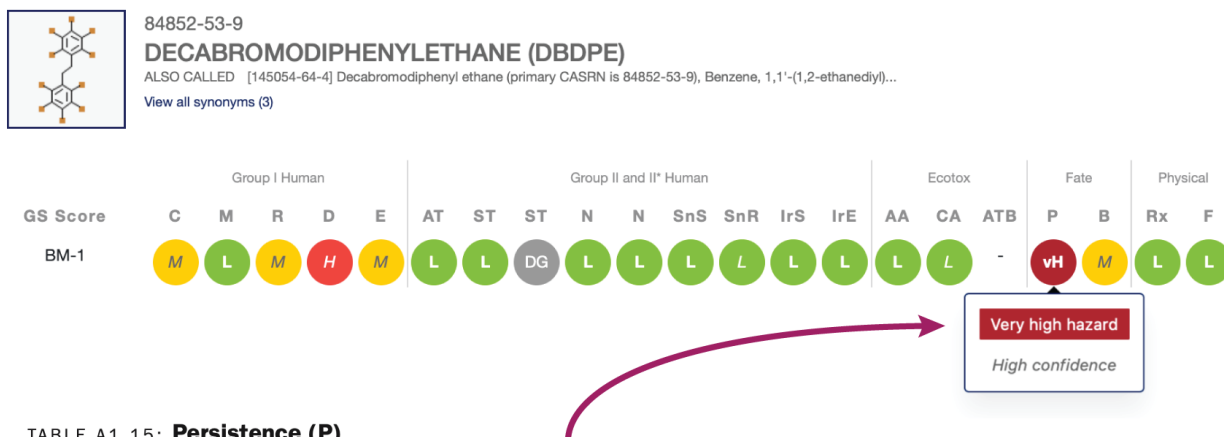 84852-53-9
DECABROMODIPHENYLETHANE (DBDPE)
ALSO CALLED [145054-64-4] Decabromodiphenyl ethane (primary CASRN is 84852-53-9), Benzene, 1,1'-(1,2-ethanediyl)...
View all synonyms (3)
Group I Human Group II and II* Human Ecotox Fate Physical
GS Score C M R D E AT ST ST N N SnS SnR IrS IrE AA CA ATB P B Rx F
BM-1 M L M H M L L DG L L L L L L L L - vH M L L
Very high hazard
High confidence
TABLE A1.15: Persistence (P)